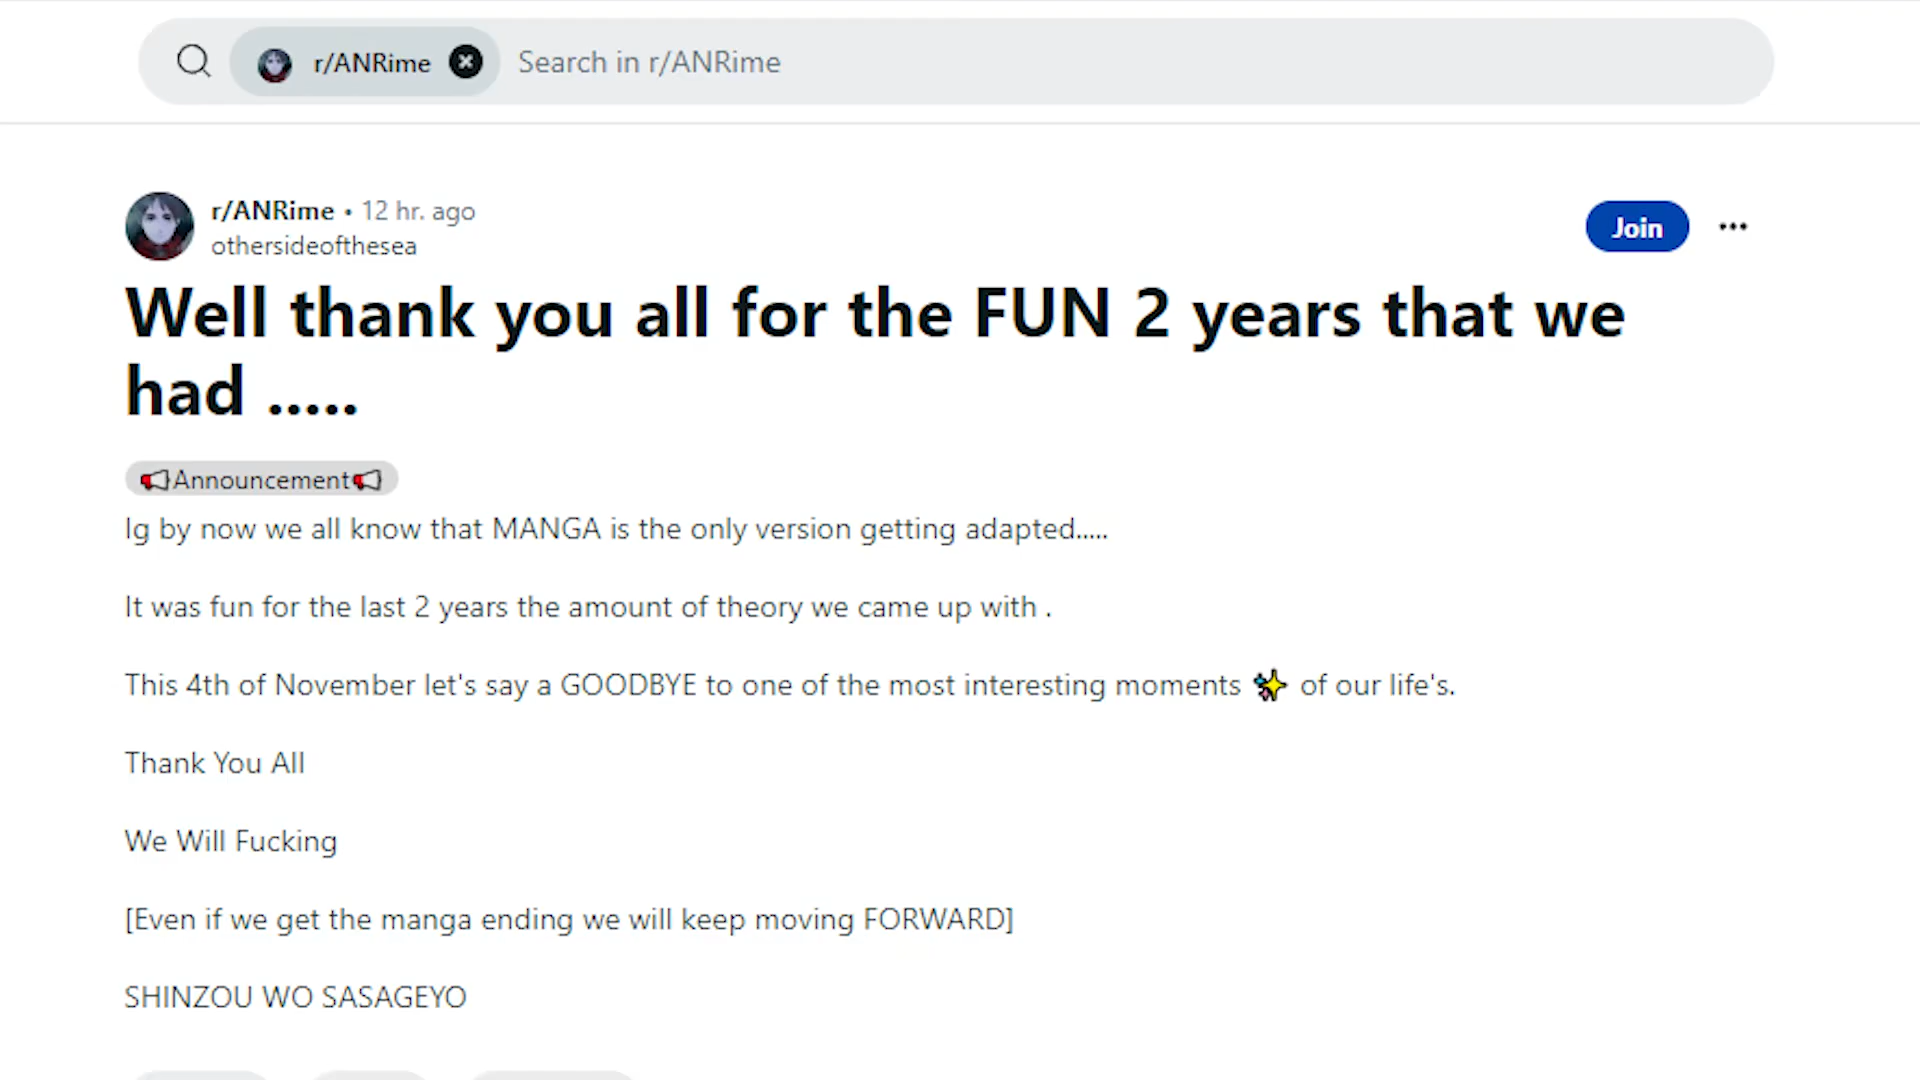 r/ANRime Search in r/ANRime
r/ANRime • 12 hr. ago
othersideofthesea
Join
Well thank you all for the FUN 2 years that we
had .....
📢Announcement📢
Ig by now we all know that MANGA is the only version getting adapted.....
It was fun for the last 2 years the amount of theory we came up with .
This 4th of November let's say a GOODBYE to one of the most interesting moments ✨ of our life's.
Thank You All
We Will Fucking
[Even if we get the manga ending we will keep moving FORWARD]
SHINZOU WO SASAGEYO